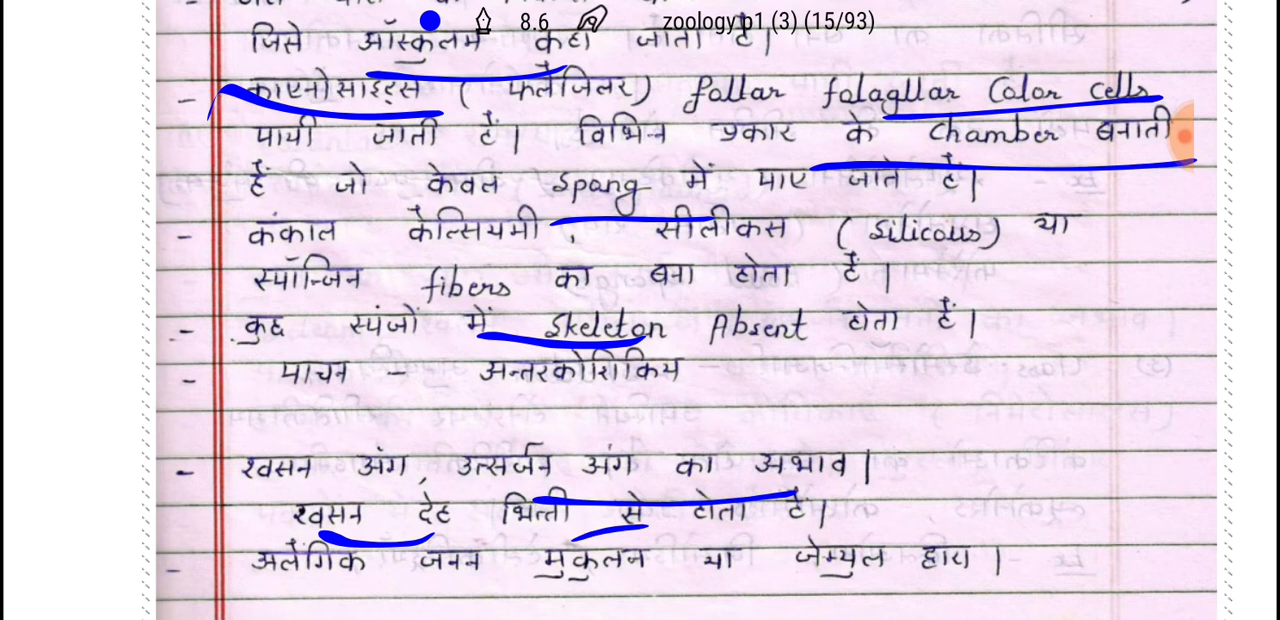 8.6 zoology p1 (3) (15/93)
जिसे ऑस्कुलम कहा जाता है।
- काएनोसाइट्स ( फ्लैजिलर) follar folagllar Color cells
पायी जाती हैं। विभिन प्रकार के chamber बनाती
हैं जो केवल spang में पाए जाते है।
- कंकाल कैल्सियमी , सीलीकस ( silicous) या
स्पॉन्जिन fibers का बना होता हैं।
- कुछ स्पंजों में skeleton Absent होता हैं।
- पाचन - अन्तरकोशिकिय
- श्वसन अंग, उत्सर्जन अंग का अभाव।
श्वसन देह भित्ती से होता है।
- अलैंगिक जनन मुकुलन या जेम्युल द्वारा।